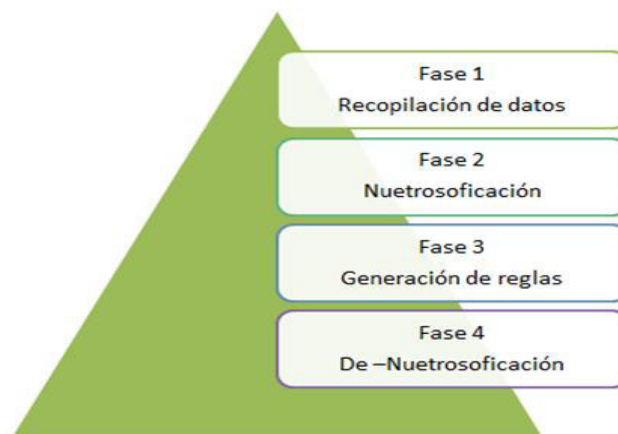 Fase 1
Recopilación de datos
Fase 2
Nuetrosoficación
Fase 3
Generación de reglas
Fase 4
De –Nuetrosoficación